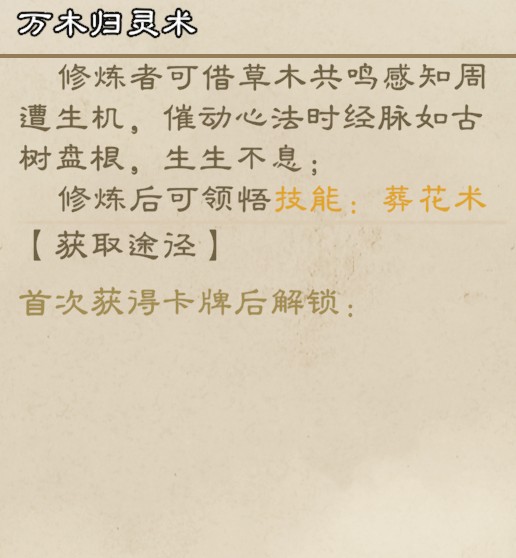 万木归灵术
修炼者可借草木共鸣感知周
遭生机，催动心法时经脉如古
树盘根，生生不息；
修炼后可领悟技能：葬花术
【获取途径】
首次获得卡牌后解锁：